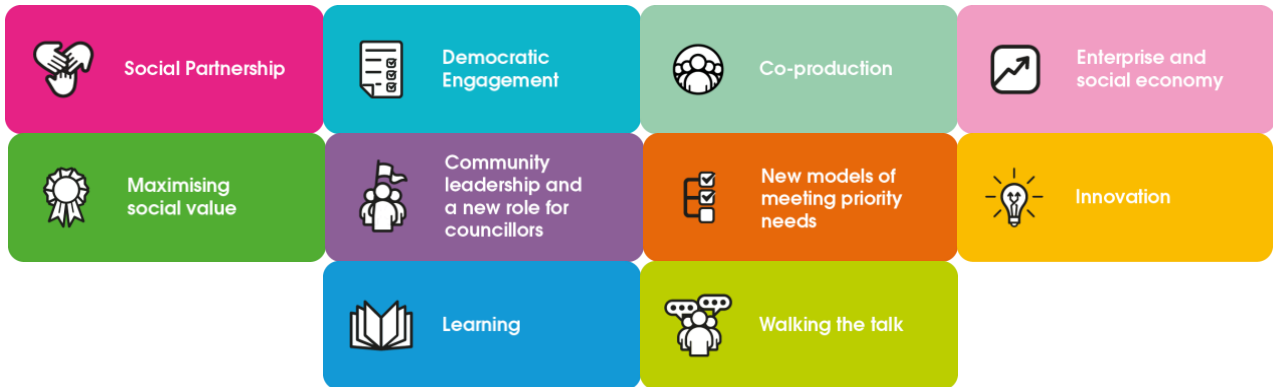 Social Partnership
Democratic
Engagement
Co-production
Enterprise and
social economy
Maximising
social value
Community
leadership and
a new role for
councillors
New models of
meeting priority
needs
Innovation
Learning
Walking the talk